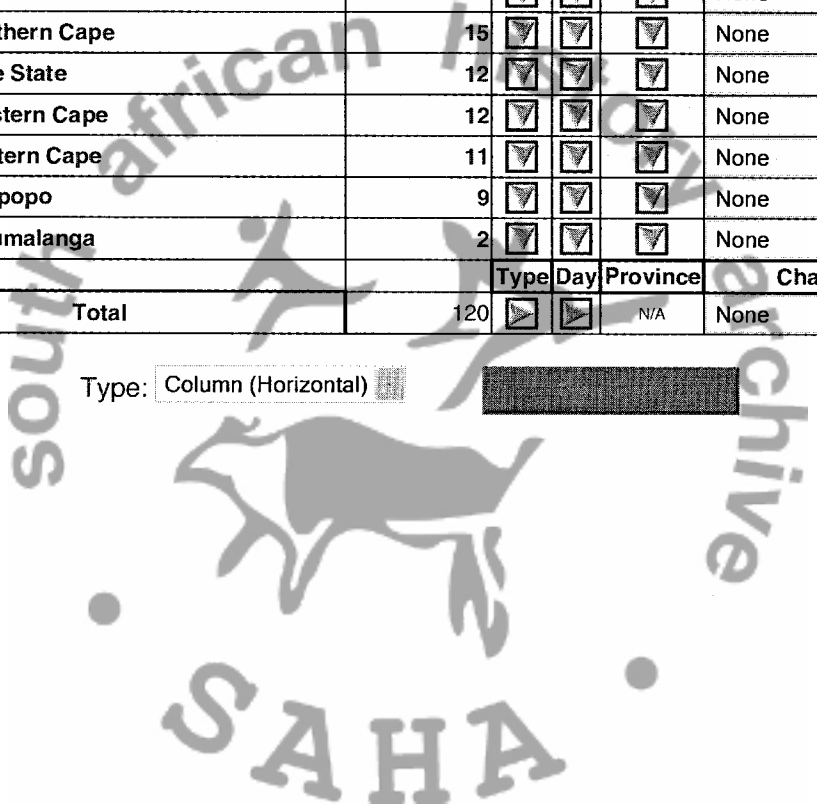 thern Cape 15 None
e State 12 None
stern Cape 12 None
tern Cape 11 None
popo 9 None
umalanga 2 None
Type Day Province Cha
Total 120 N/A None
Type: Column (Horizontal)
south african history archive
SAHA